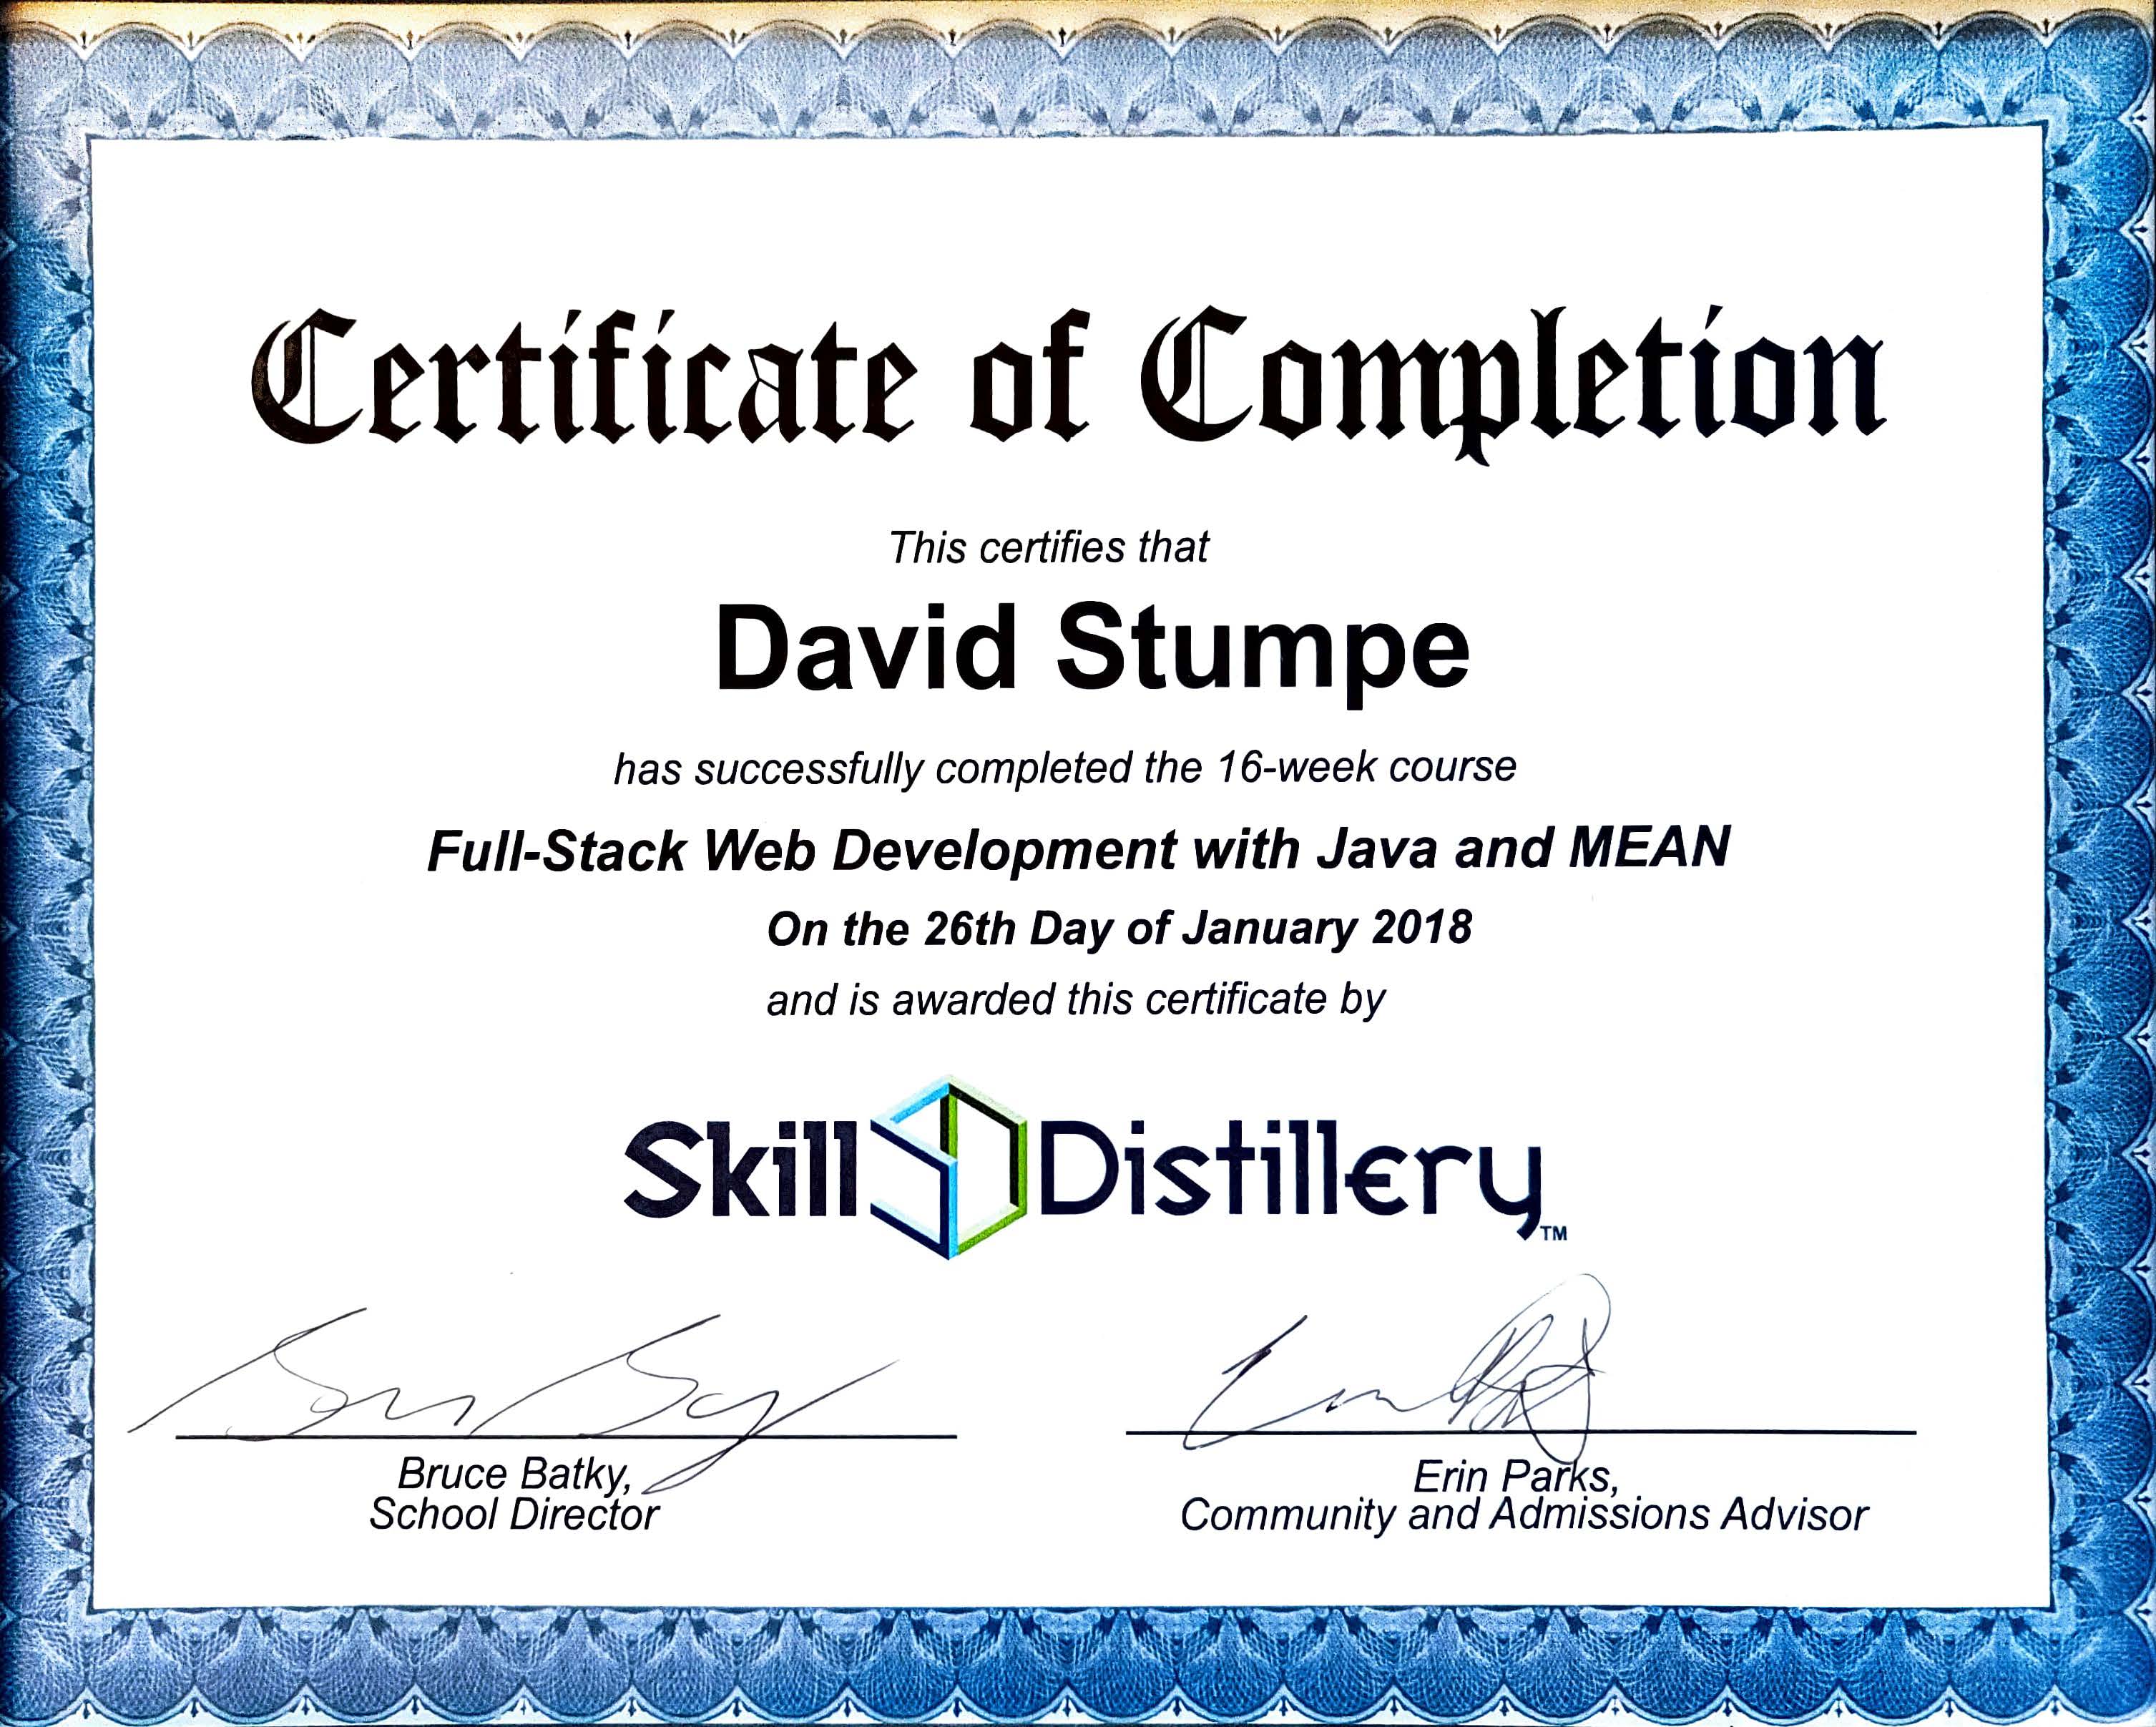 Certificate of Completion
This certifies that
David Stumpe
has successfully completed the 16-week course
Full-Stack Web Development with Java and MEAN
On the 26th Day of January 2018
and is awarded this certificate by
Skill SD Distillery™
Bruce Batky,
School Director
Erin Parks,
Community and Admissions Advisor